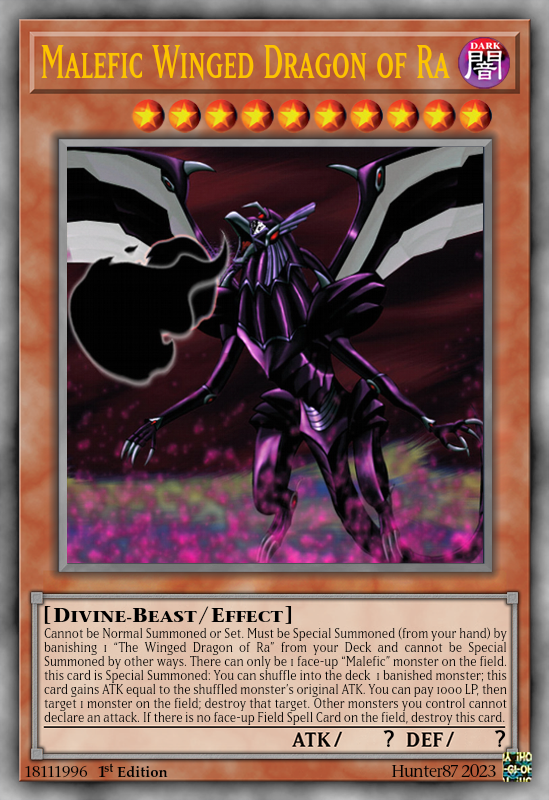 Malefic Winged Dragon of Ra
DARK
闇
[Divine-Beast/Effect]
Cannot be Normal Summoned or Set. Must be Special Summoned (from your hand) by
banishing 1 “The Winged Dragon of Ra” from your Deck and cannot be Special
Summoned by other ways. There can only be 1 face-up “Malefic” monster on the field.
this card is Special Summoned: You can shuffle into the deck 1 banished monster; this
card gains ATK equal to the shuffled monster’s original ATK. You can pay 1000 LP, then
target 1 monster on the field; destroy that target. Other monsters you control cannot
declare an attack. If there is no face-up Field Spell Card on the field, destroy this card.
ATK/ ? DEF/ ?
18111996 1st Edition Hunter87 2023